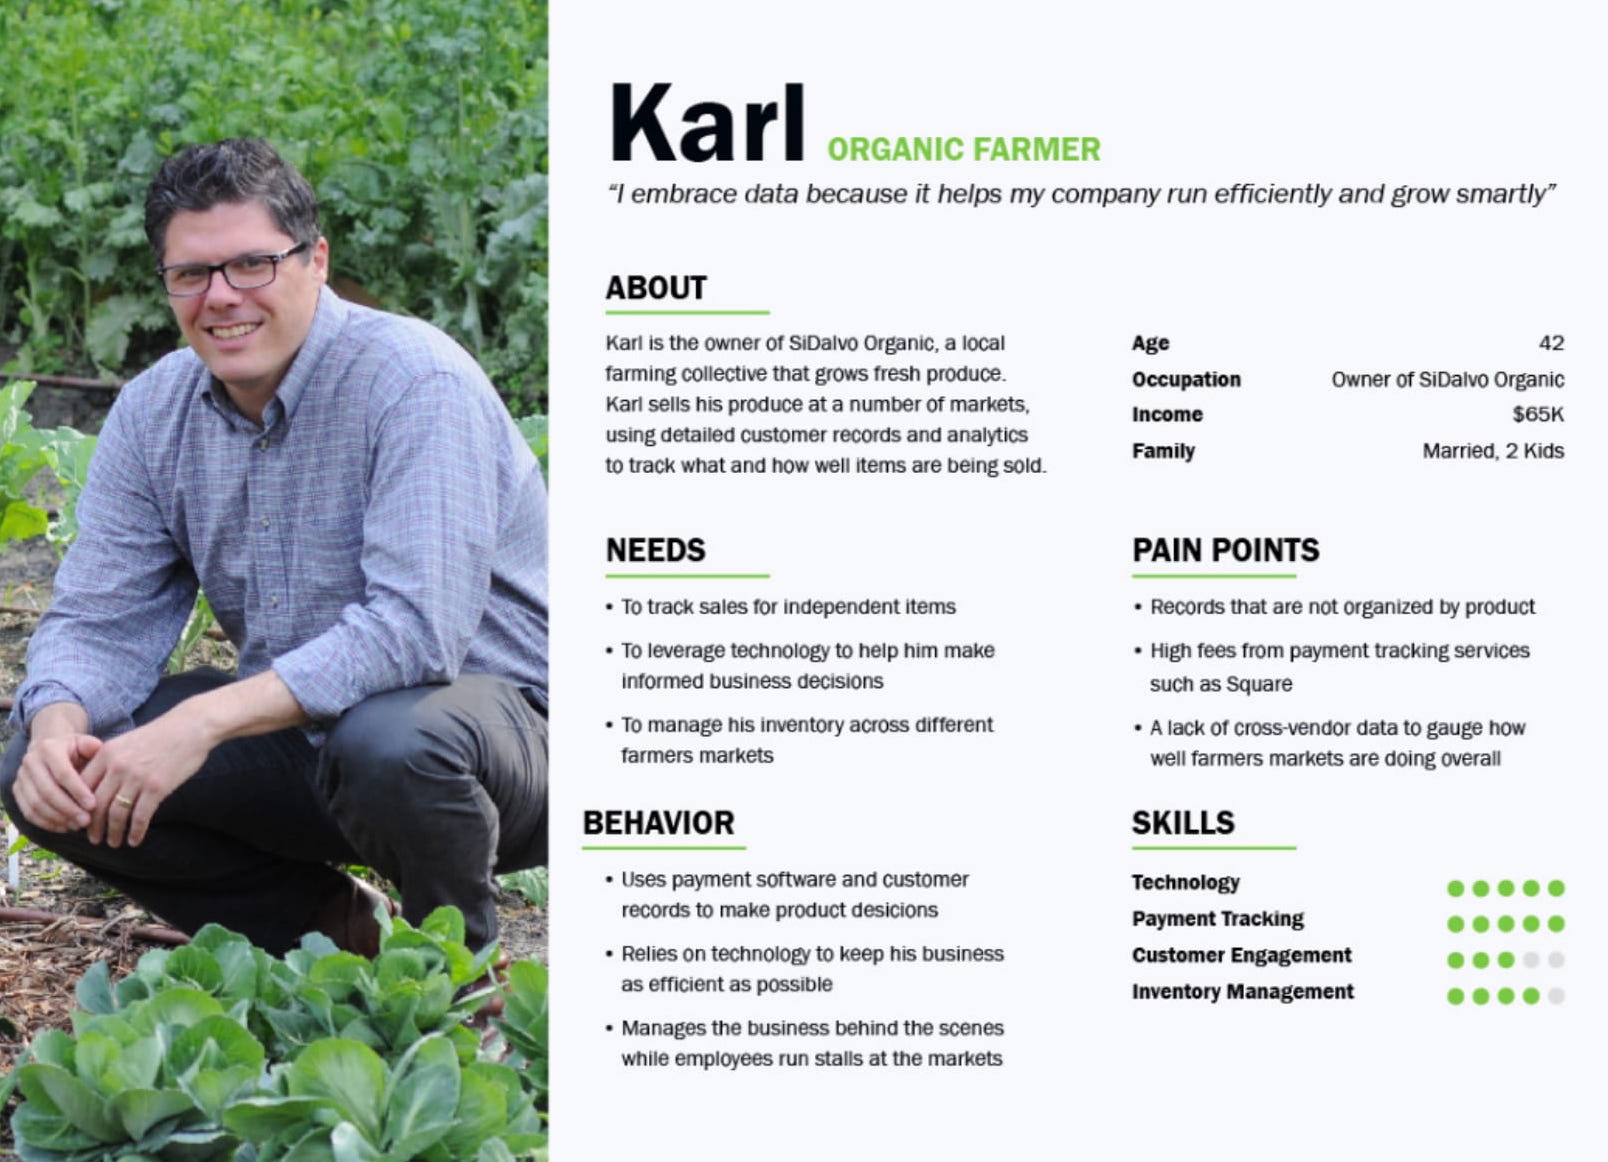 Karl ORGANIC FARMER
“I embrace data because it helps my company run efficiently and grow smartly”
ABOUT
Karl is the owner of SiDalvo Organic, a local
farming collective that grows fresh produce.
Karl sells his produce at a number of markets,
using detailed customer records and analytics
to track what and how well items are being sold.
Age 42
Occupation Owner of SiDalvo Organic
Income $65K
Family Married, 2 Kids
NEEDS
• To track sales for independent items
• To leverage technology to help him make
informed business decisions
• To manage his inventory across different
farmers markets
PAIN POINTS
• Records that are not organized by product
• High fees from payment tracking services
such as Square
• A lack of cross-vendor data to gauge how
well farmers markets are doing overall
BEHAVIOR
• Uses payment software and customer
records to make product desicions
• Relies on technology to keep his business
as efficient as possible
• Manages the business behind the scenes
while employees run stalls at the markets
SKILLS
Technology
Payment Tracking
Customer Engagement
Inventory Management